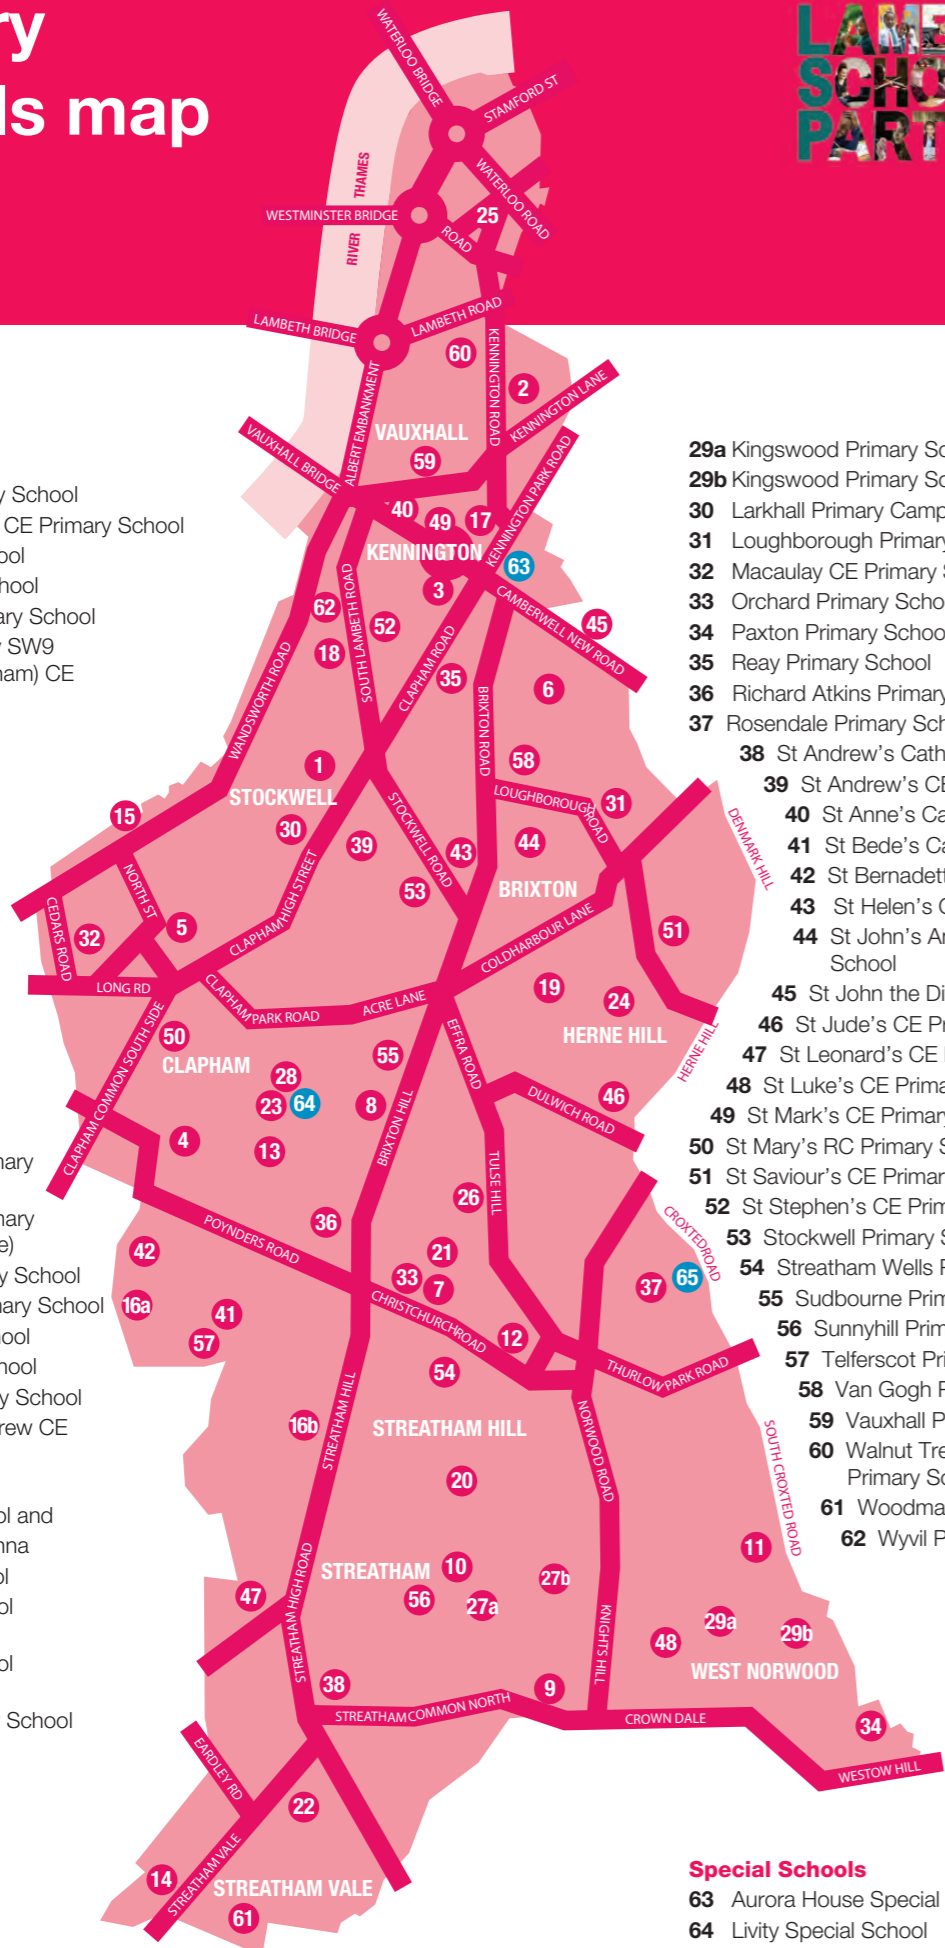 ry
ls map
LAMB
SCHO
PART
WATERLOO BRIDGE
STAMFORD ST
RIVER THAMES
WATERLOO ROAD
WESTMINSTER BRIDGE
ROAD
25
LAMBETH BRIDGE
LAMBETH ROAD
60
KENNINGTON ROAD
2
KENNINGTON LANE
ALBERT EMBANKMENT
VAUXHALL
59
VAUXHALL BRIDGE
KENNINGTON PARK ROAD
40
49
17
KENNINGTON
63
3
CAMBERWELL NEW ROAD
45
62
52
18
SOUTH LAMBETH ROAD
CLAPHAM ROAD
35
6
WANDSWORTH ROAD
BRIXTON ROAD
58
1
STOCKWELL
LOUGHBOROUGH ROAD
31
15
30
39
STOCKWELL ROAD
43
44
DENMARK HILL
53
BRIXTON
NORTH ST
CEDARS ROAD
32
5
CLAPHAM HIGH STREET
COLDHARBOUR LANE
51
LONG RD
CLAPHAM PARK ROAD
ACRE LANE
19
24
HERNE HILL
HERNE HILL
50
CLAPHAM
CLAPHAM COMMON SOUTH SIDE
55
EFFRA ROAD
28
23
64
8
BRIXTON HILL
DULWICH ROAD
46
4
13
TULSE HILL
26
36
POYNDERS ROAD
CROXTED ROAD
42
21
33
7
37
65
16a
41
57
CHRISTCHURCH ROAD
12
THURLOW PARK ROAD
54
16b
STREATHAM HILL
STREATHAM HILL
NORWOOD ROAD
SOUTH CROXTED ROAD
20
11
STREATHAM
10
27b
56
27a
47
STREATHAM HIGH ROAD
KNIGHTS HILL
48
29a
29b
WEST NORWOOD
38
9
STREATHAM COMMON NORTH
CROWN DALE
34
WESTOW HILL
EARDLEY RD
22
STREATHAM VALE
14
STREATHAM VALE
61
y School
CE Primary School
ool
chool
ary School
y SW9
ham) CE
mary
mary
e)
y School
mary School
hool
chool
y School
rew CE
ol and
nna
ol
ol
ol
y School
29a Kingswood Primary Sc
29b Kingswood Primary Sc
30 Larkhall Primary Camp
31 Loughborough Primary
32 Macaulay CE Primary S
33 Orchard Primary Schoo
34 Paxton Primary Schoo
35 Reay Primary School
36 Richard Atkins Primary
37 Rosendale Primary Sch
38 St Andrew's Cath
39 St Andrew's CE
40 St Anne's Ca
41 St Bede's Ca
42 St Bernadett
43 St Helen's C
44 St John's An
School
45 St John the Di
46 St Jude's CE Pr
47 St Leonard's CE
48 St Luke's CE Prima
49 St Mark's CE Primary
50 St Mary's RC Primary S
51 St Saviour's CE Primar
52 St Stephen's CE Prim
53 Stockwell Primary S
54 Streatham Wells P
55 Sudbourne Prim
56 Sunnyhill Prim
57 Telferscot Pri
58 Van Gogh P
59 Vauxhall P
60 Walnut Tre
Primary Sc
61 Woodma
62 Wyvil P
Special Schools
63 Aurora House Special
64 Livity Special School